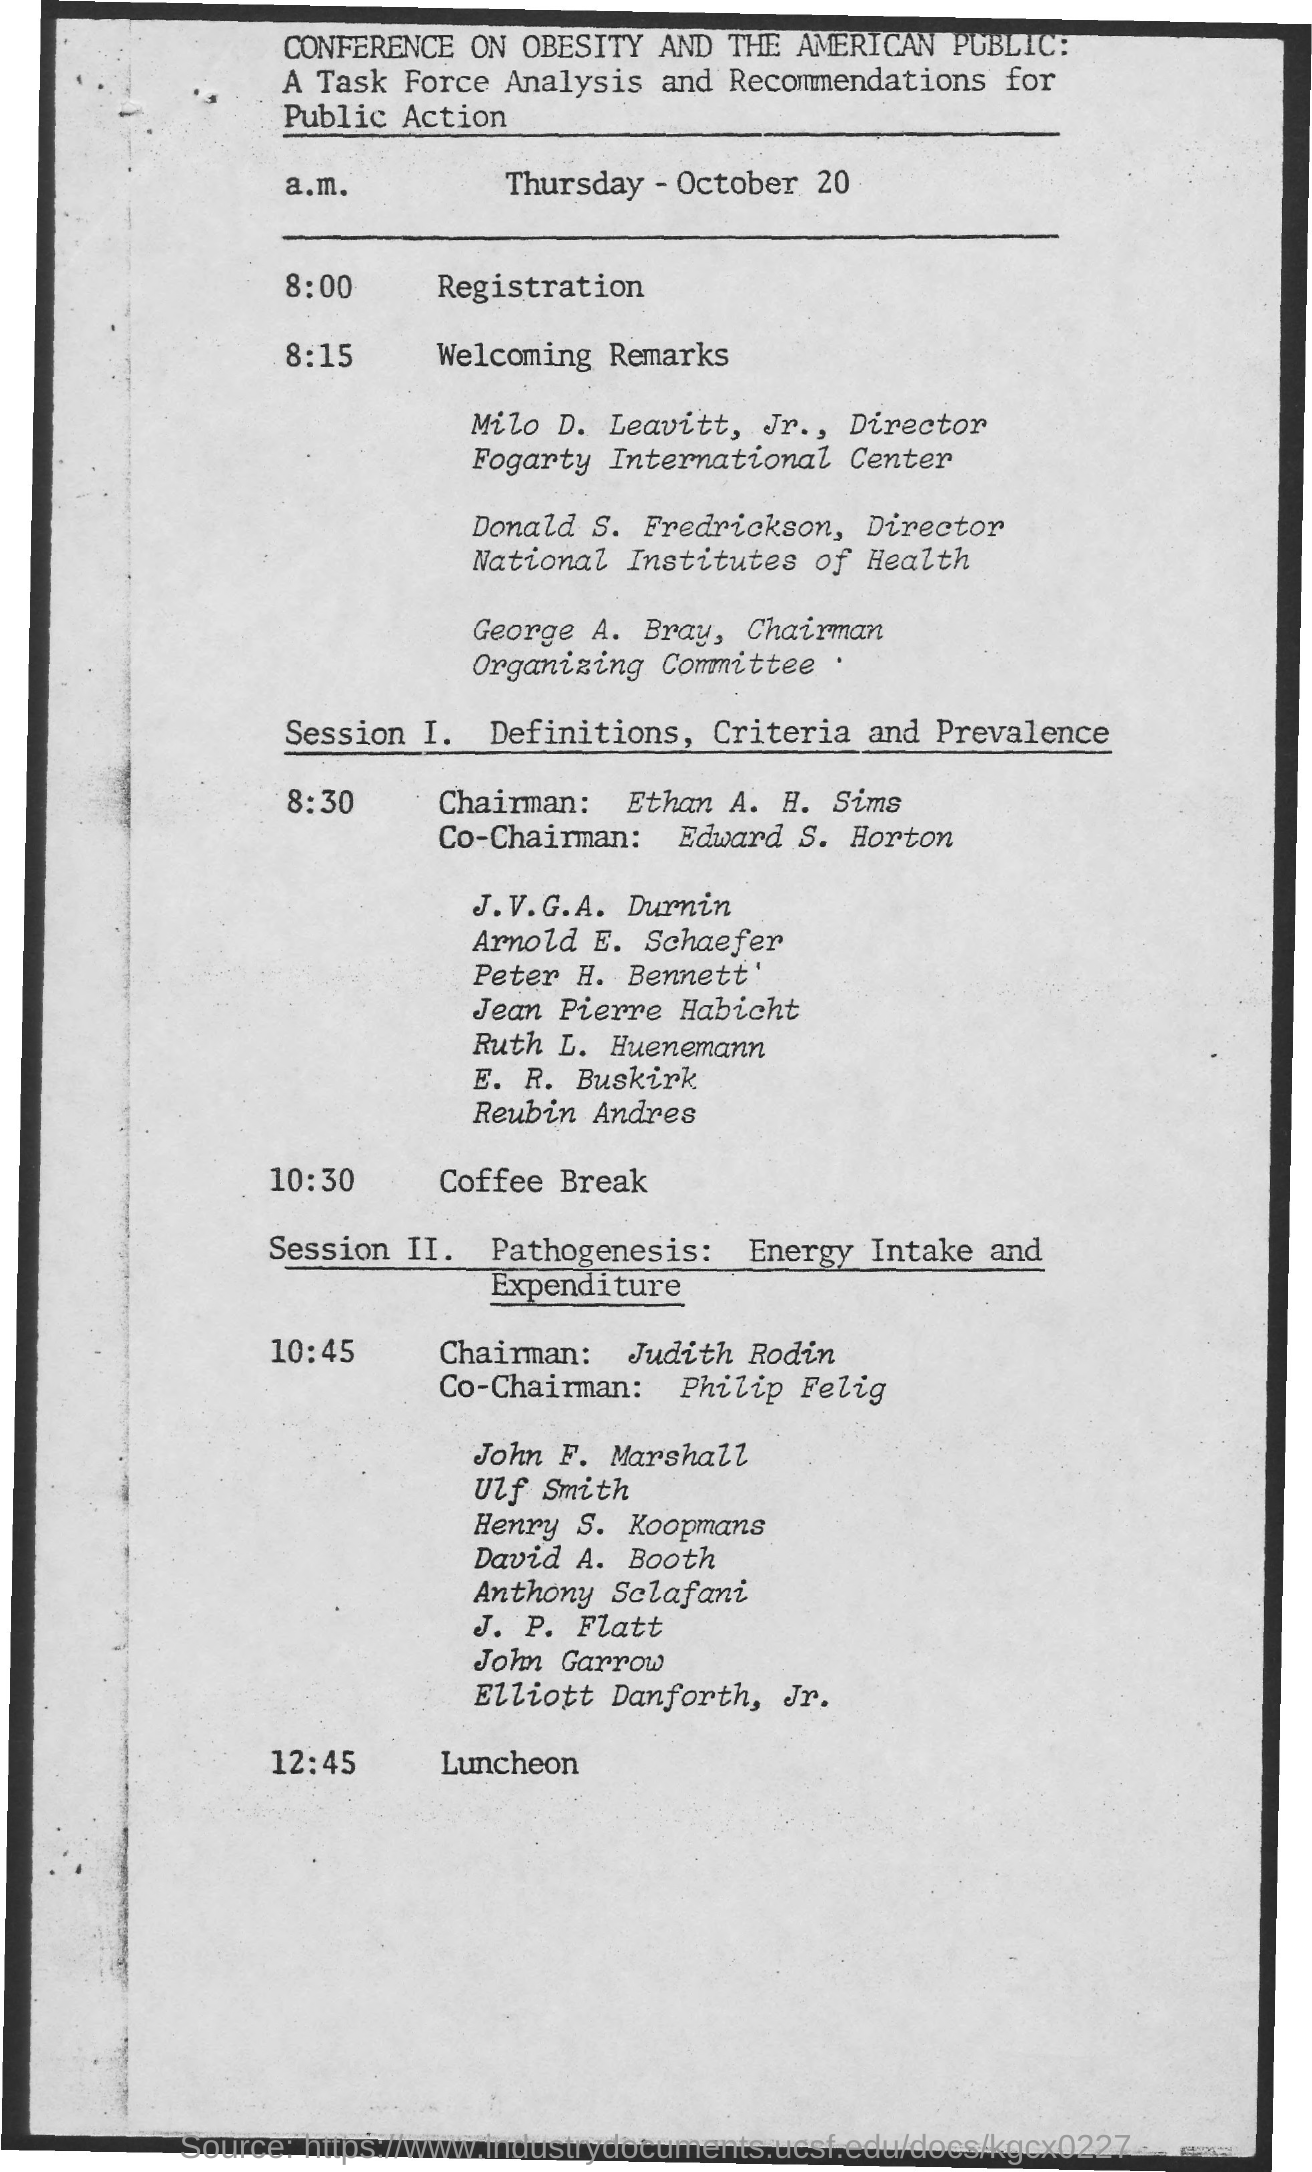 CONFERENCE ON OBESITY AND THE AMERICAN PUBLIC:
A Task Force Analysis and Recommendations for
Public Action
a.m. Thursday - October 20
8:00 Registration
8:15 Welcoming Remarks
Milo D. Leavitt, Jr., Director
Fogarty International Center
Donald S. Fredrickson, Director
National Institutes of Health
George A. Bray, Chairman
Organizing Committee
Session I. Definitions, Criteria and Prevalence
8:30 Chairman: Ethan A. H. Sims
Co-Chairman: Edward S. Horton
J.V.G.A. Durnin
Arnold E. Schaefer
Peter H. Bennett
Jean Pierre Habicht
Ruth L. Huenemann
E. R. Buskirk
Reubin Andres
10:30 Coffee Break
Session II. Pathogenesis: Energy Intake and
Expenditure
10:45 Chairman: Judith Rodin
Co-Chairman: Philip Felig
John F. Marshall
Ulf Smith
Henry S. Koopmans
David A. Booth
Anthony Sclafani
J. P. Flatt
John Garrow
Elliott Danforth, Jr.
12:45 Luncheon
Source: https://www.industrydocuments.ucsf.edu/docs/kgcx0227